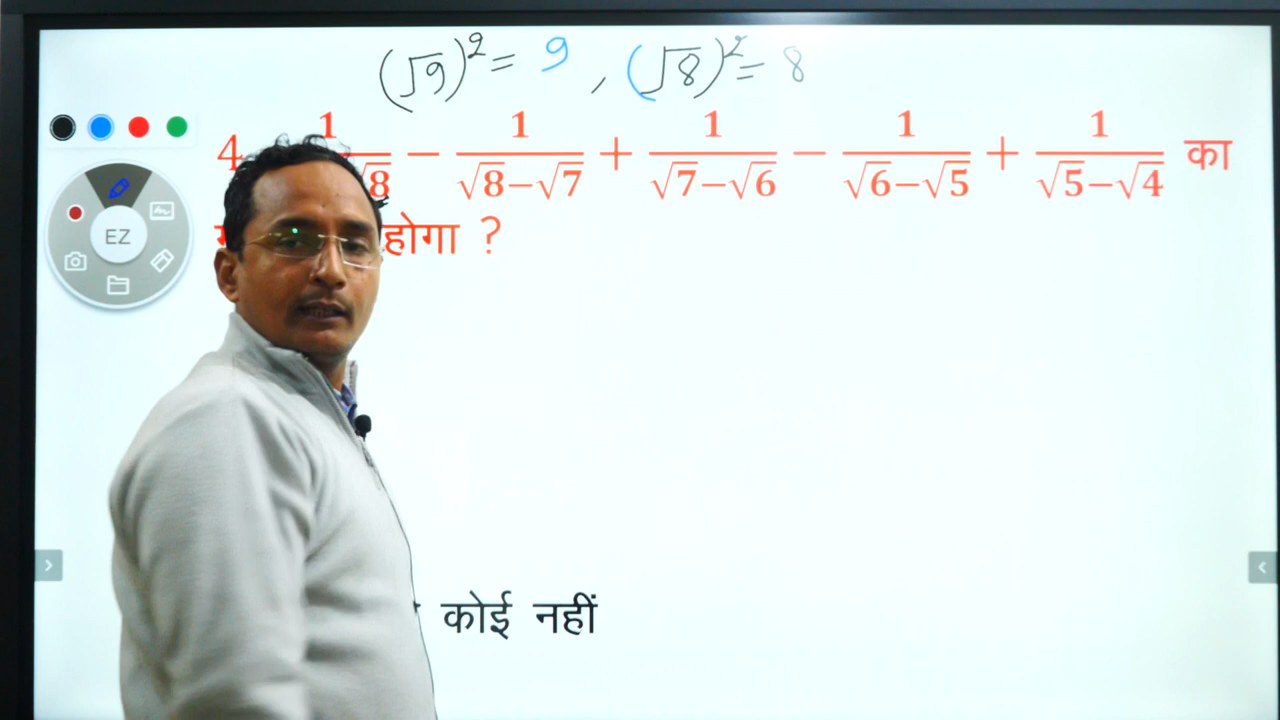 (√9)² = 9 , (√8)² = 8
4 1/√8 − 1/(√8−√7) + 1/(√7−√6) − 1/(√6−√5) + 1/(√5−√4) का
होगा ?
EZ
कोई नहीं